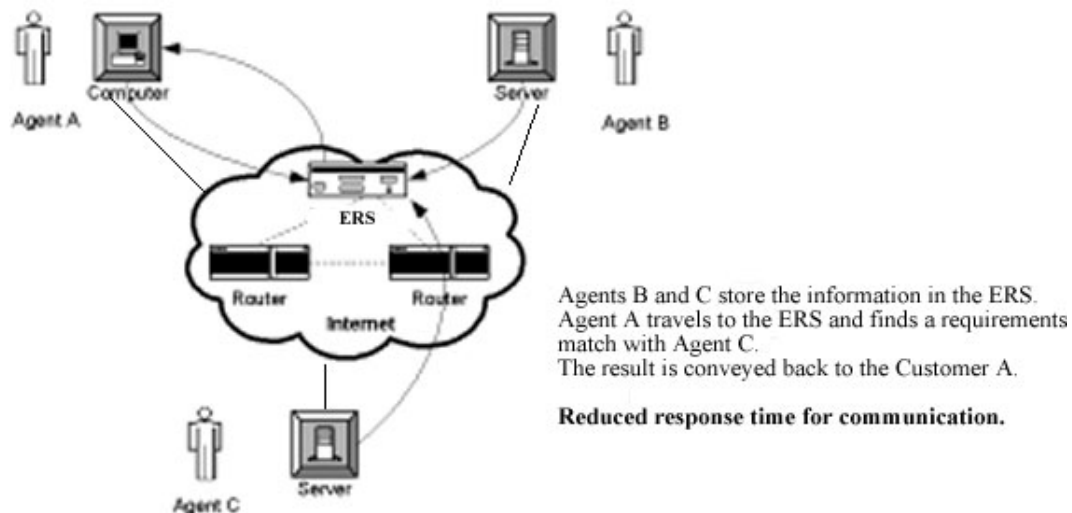 Computer
Agent A
Server
Agent B
ERS
Router
Router
Internet
Agents B and C store the information in the ERS.
Agent A travels to the ERS and finds a requirements
match with Agent C.
The result is conveyed back to the Customer A.
Reduced response time for communication.
Server
Agent C